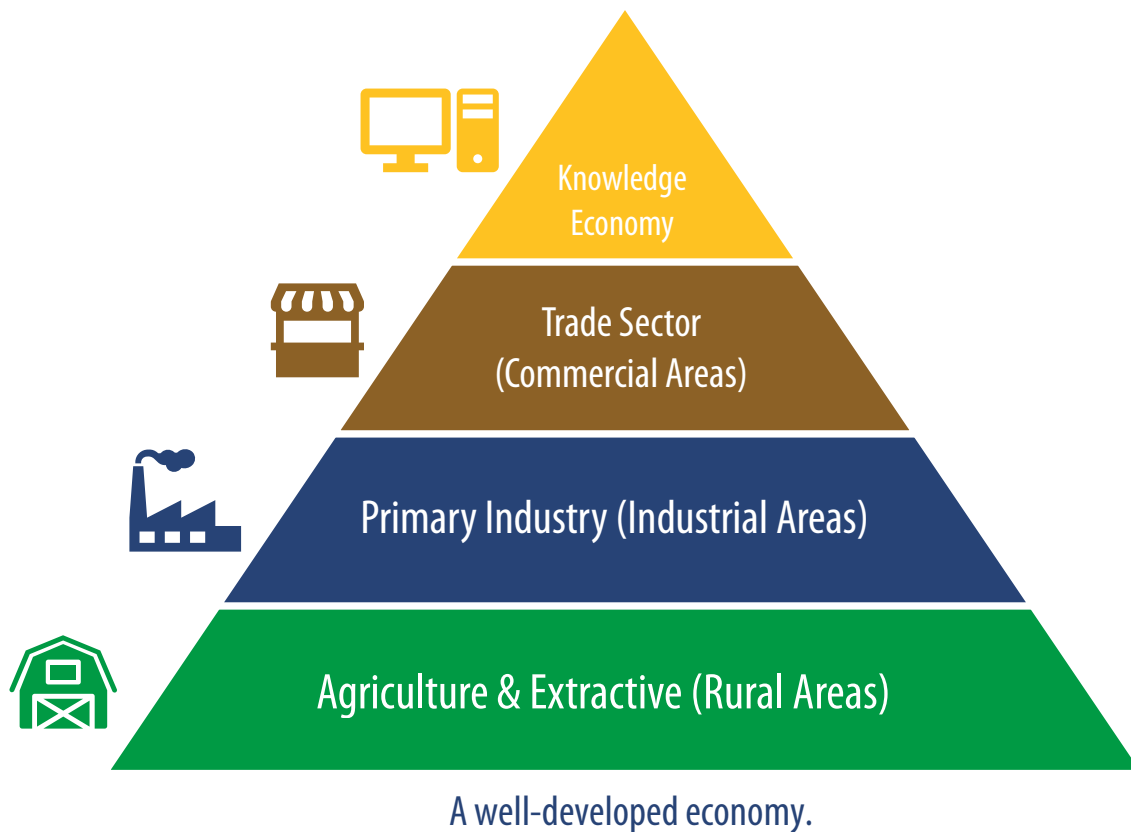 Knowledge
Economy
Trade Sector
(Commercial Areas)
Primary Industry (Industrial Areas)
Agriculture & Extractive (Rural Areas)
A well-developed economy.